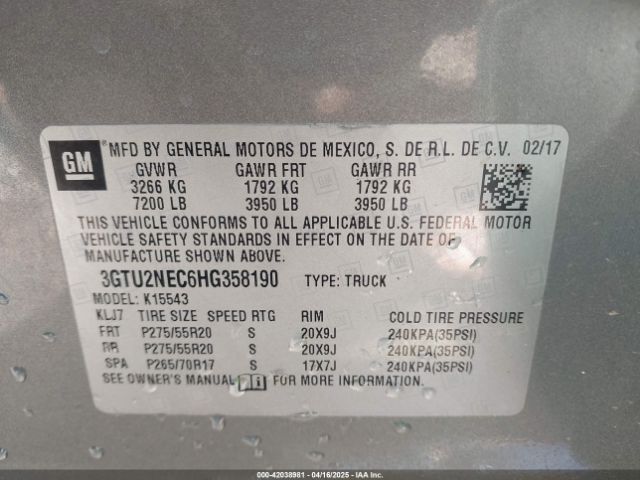 GM
MFD BY GENERAL MOTORS DE MEXICO, S. DE R.L. DE C.V. 02/17
GVWR GAWR FRT GAWR RR
3266 KG 1792 KG 1792 KG
7200 LB 3950 LB 3950 LB
THIS VEHICLE CONFORMS TO ALL APPLICABLE U.S. FEDERAL MOTOR
VEHICLE SAFETY STANDARDS IN EFFECT ON THE DATE OF
MANUFACTURE SHOWN ABOVE.
3GTU2NEC6HG358190 TYPE: TRUCK
MODEL: K15543
KLJ7 TIRE SIZE SPEED RTG RIM COLD TIRE PRESSURE
FRT P275/55R20 S 20X9J 240KPA(35PSI)
RR P275/55R20 S 20X9J 240KPA(35PSI)
SPA P265/70R17 S 17X7J 240KPA(35PSI)
SEE OWNER'S MANUAL FOR MORE INFORMATION.
000-42038981 - 04/16/2025 - IAA Inc.